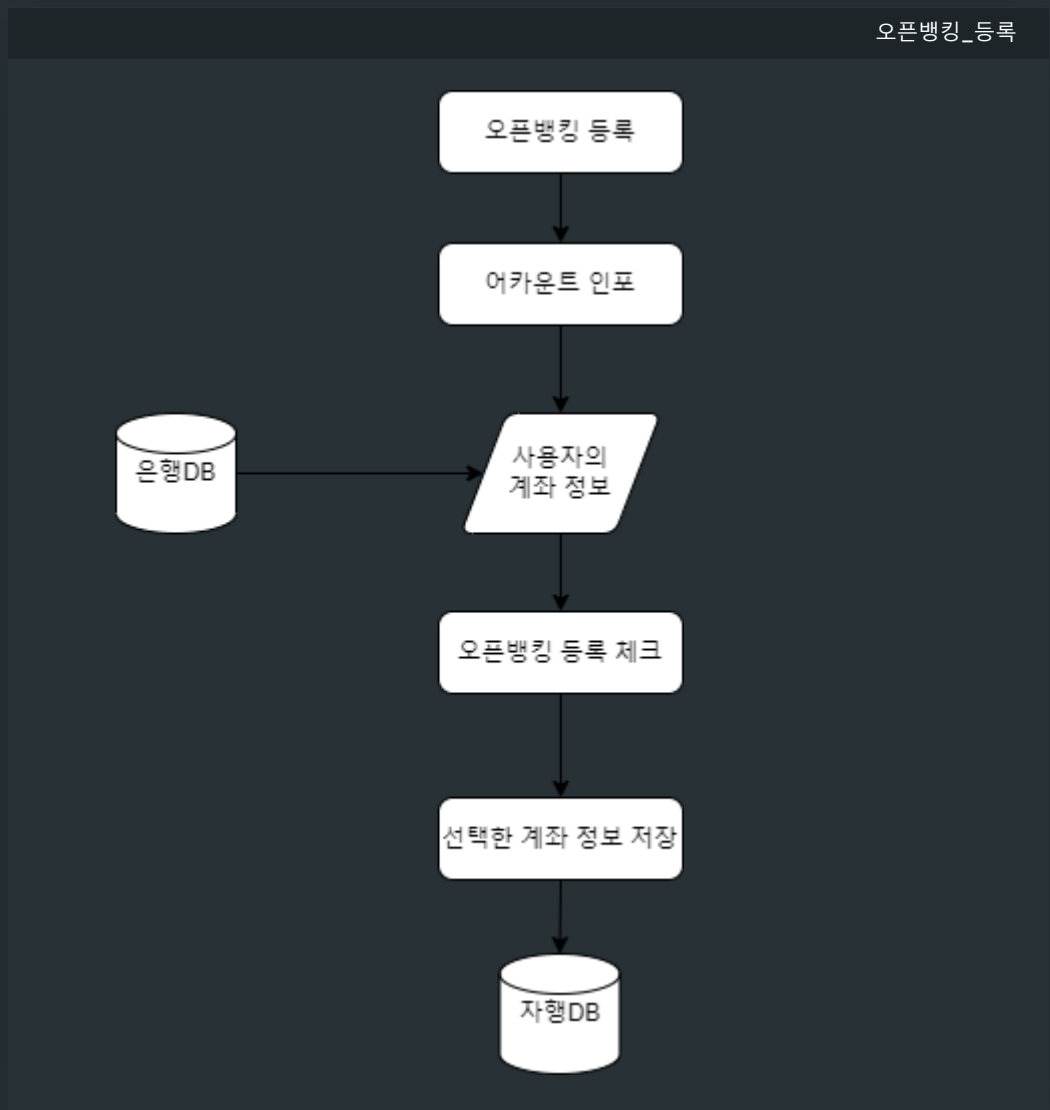 오픈뱅킹_등록
오픈뱅킹 등록
어카운트 인포
사용자의
계좌 정보
은행DB
오픈뱅킹 등록 체크
선택한 계좌 정보 저장
자행DB